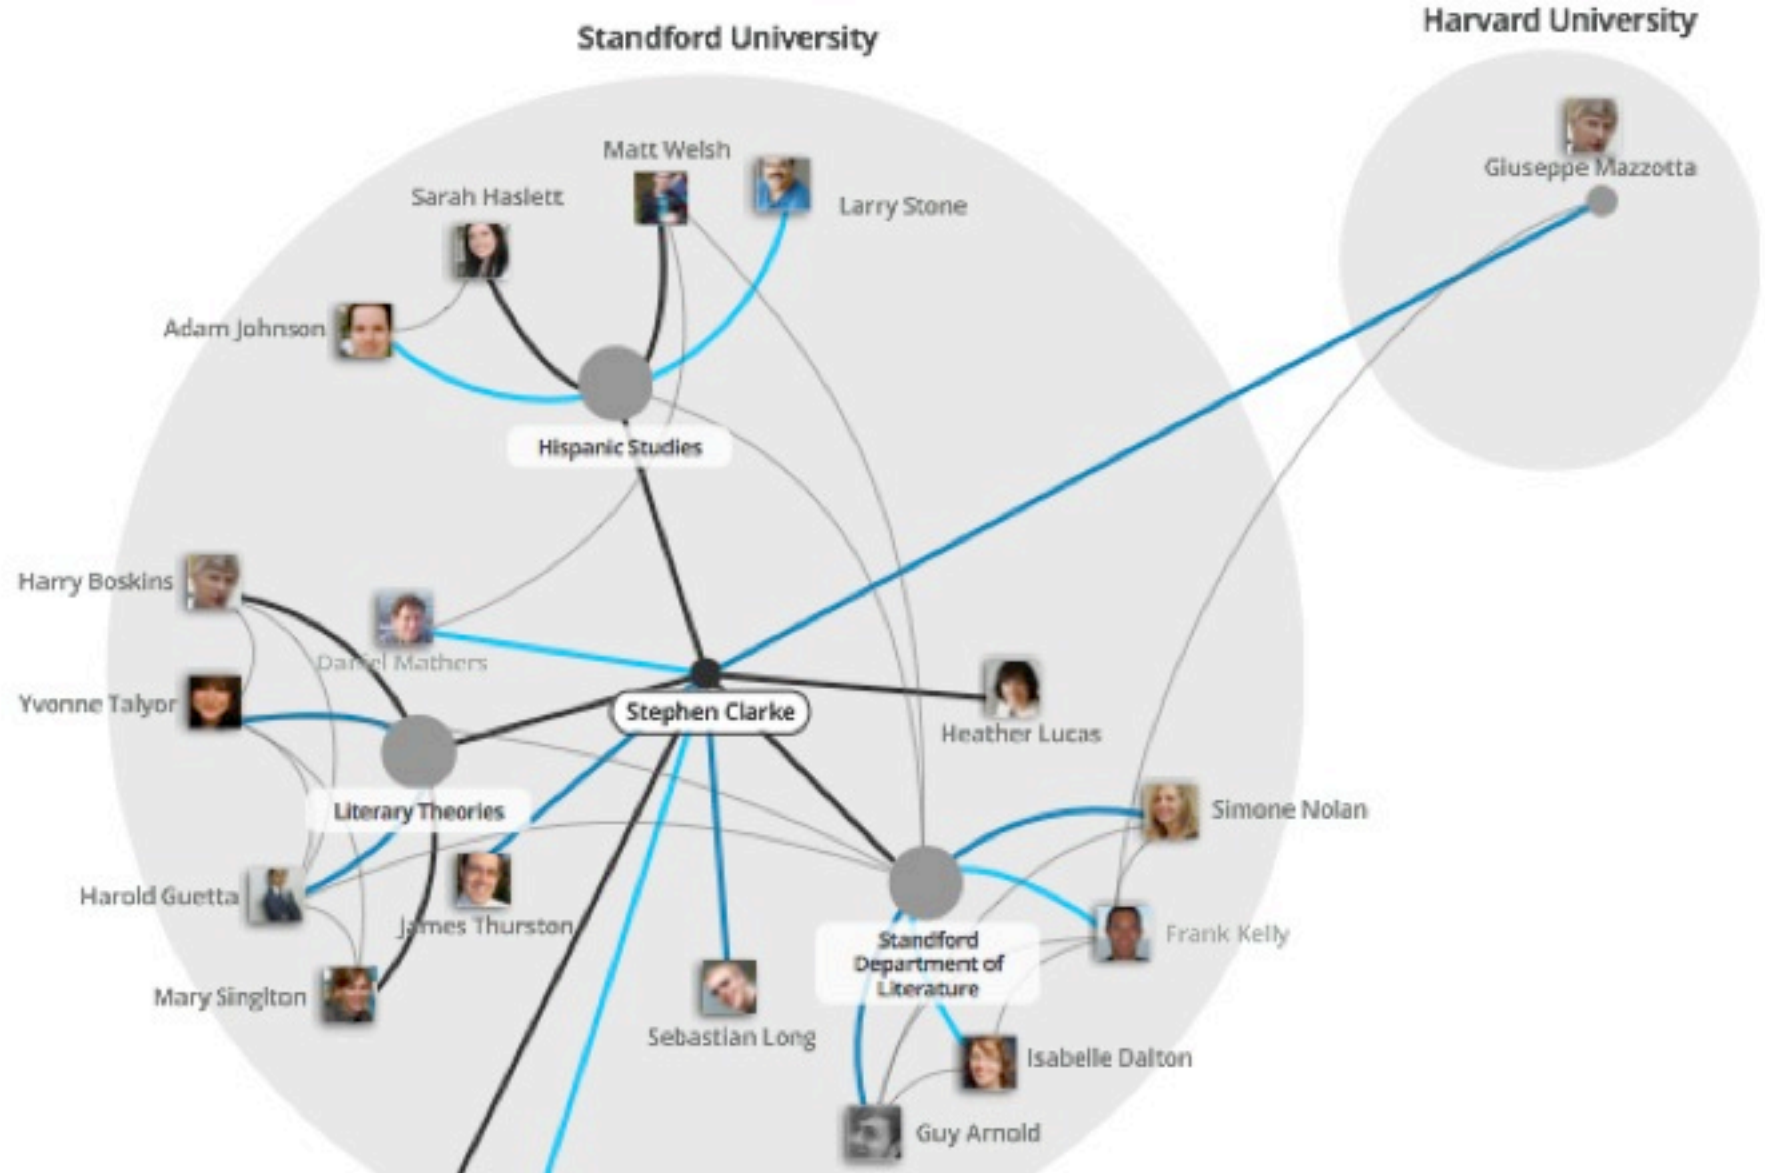 Standford University
Harvard University
Matt Welsh
Giuseppe Mazzotta
Sarah Haslett
Larry Stone
Adam Johnson
Hispanic Studies
Harry Boskins
Daniel Mathers
Yvonne Talyor
Stephen Clarke
Heather Lucas
Literary Theories
Simone Nolan
Harold Guetta
James Thurston
Frank Kelly
Standford
Department of
Literature
Mary Singlton
Sebastian Long
Isabelle Dalton
Guy Arnold